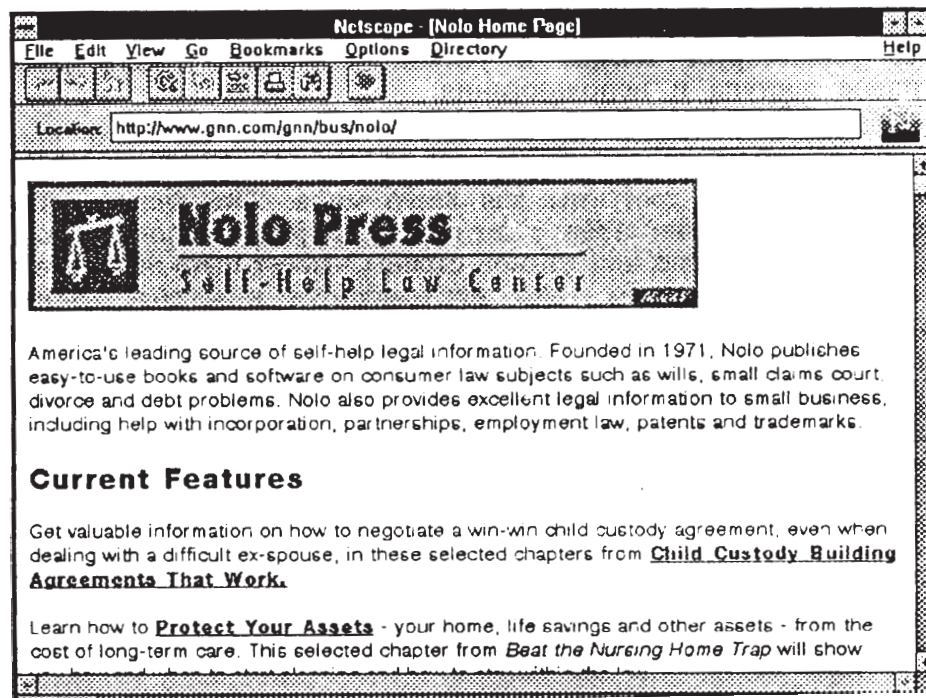 Netscape - [Nolo Home Page]
File Edit View Go Bookmarks Options Directory Help
Location: http://www.gnn.com/gnn/bus/nolo/
Nolo Press
Self-Help Law Center
America's leading source of self-help legal information. Founded in 1971, Nolo publishes
easy-to-use books and software on consumer law subjects such as wills, small claims court,
divorce and debt problems. Nolo also provides excellent legal information to small business,
including help with incorporation, partnerships, employment law, patents and trademarks.
Current Features
Get valuable information on how to negotiate a win-win child custody agreement, even when
dealing with a difficult ex-spouse, in these selected chapters from Child Custody Building
Agreements That Work.
Learn how to Protect Your Assets - your home, life savings and other assets - from the
cost of long-term care. This selected chapter from Beat the Nursing Home Trap will show